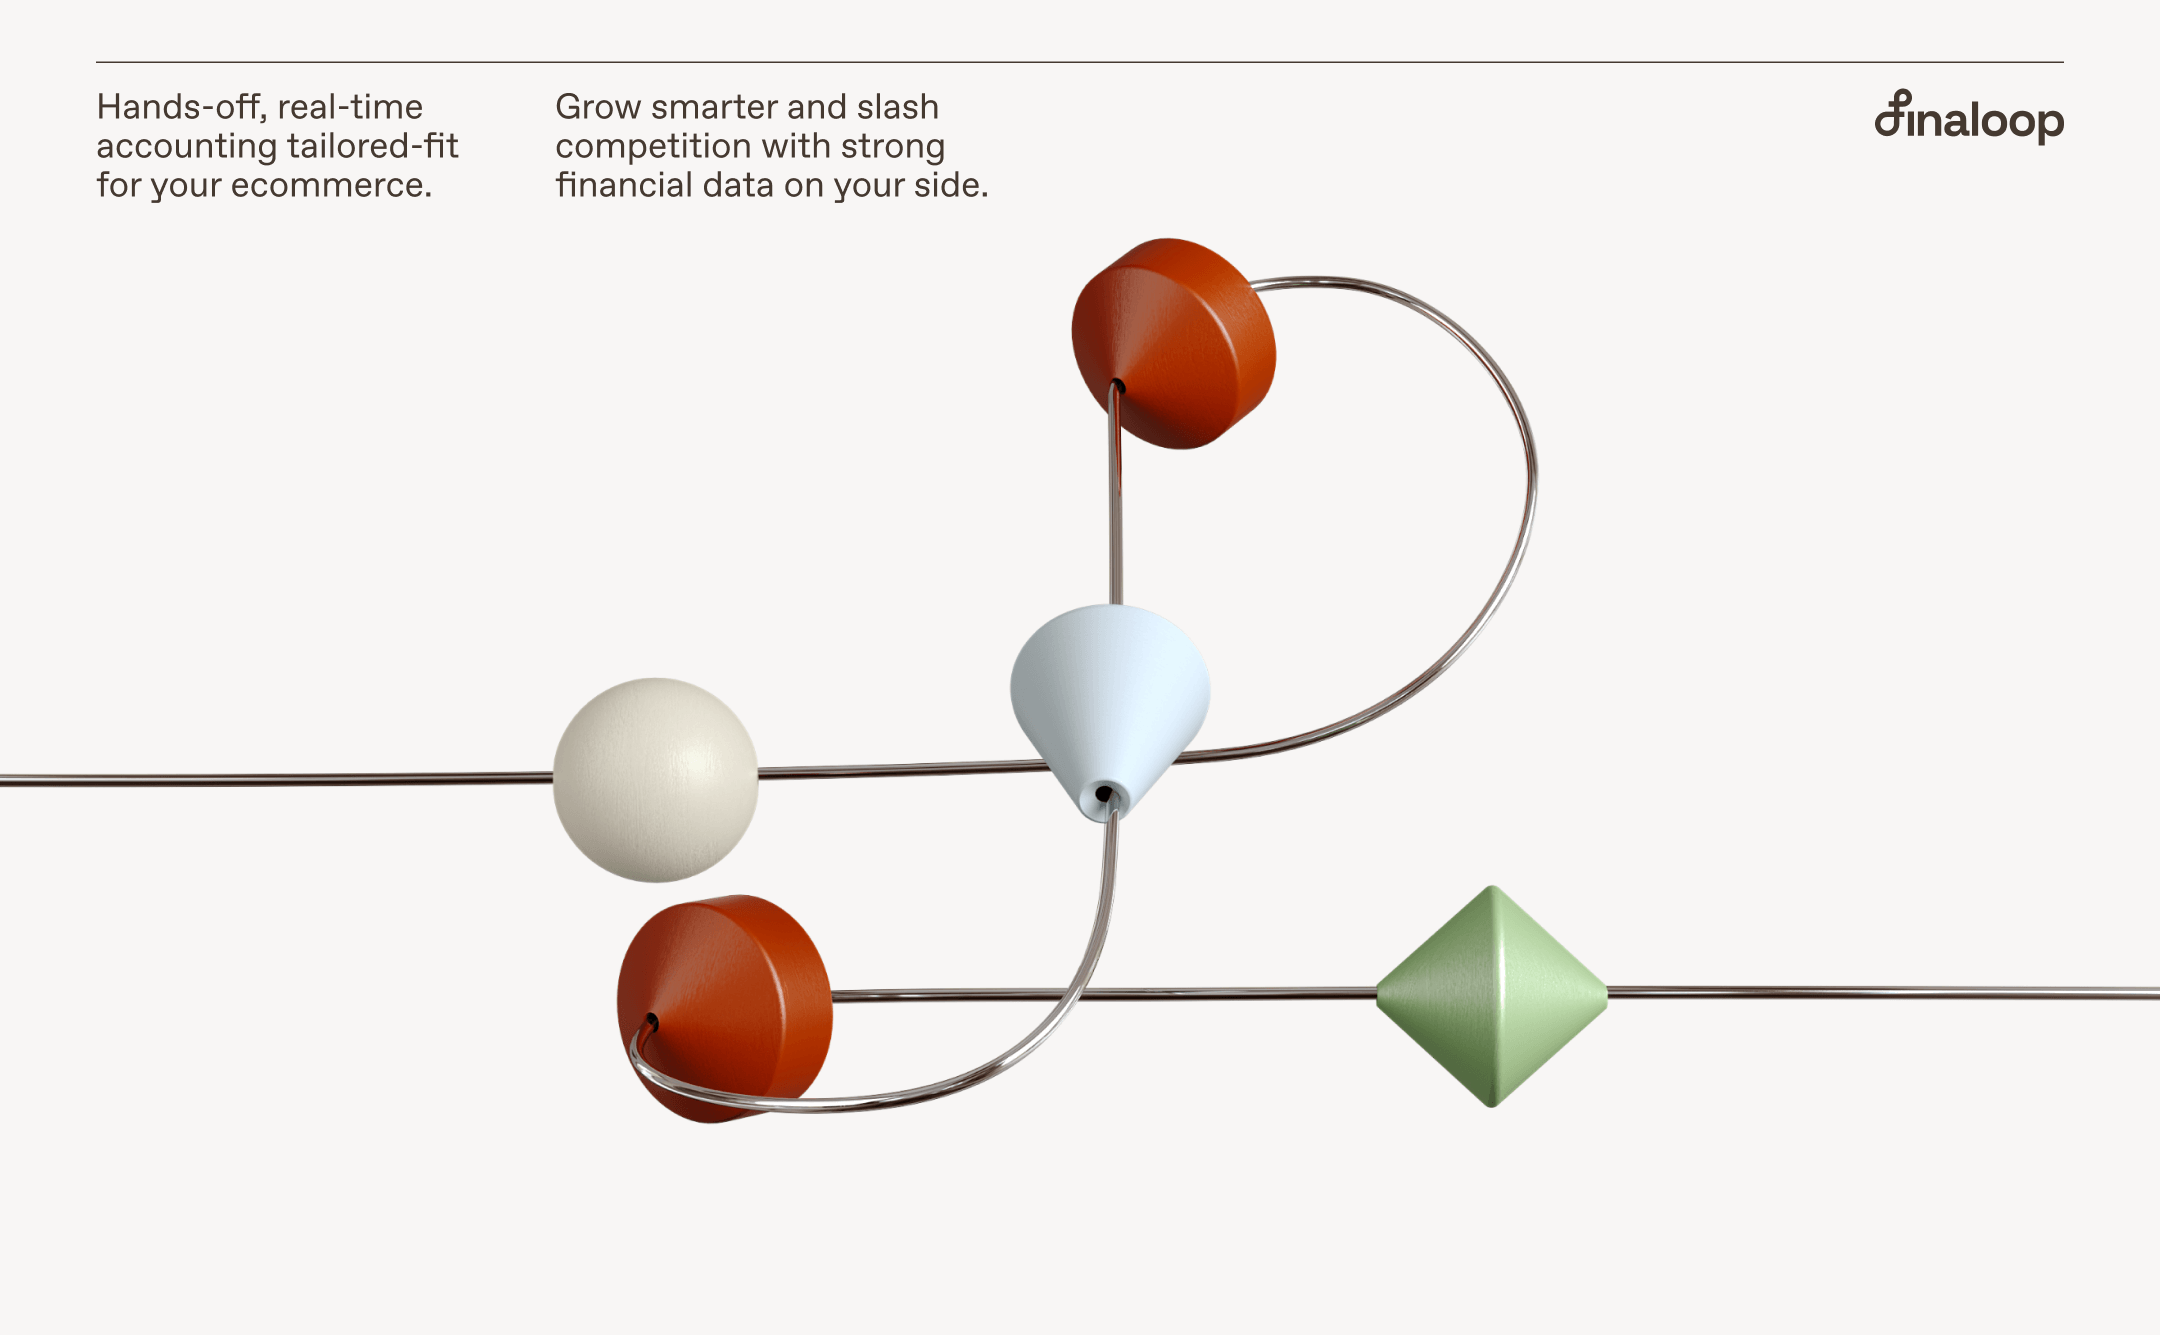 Hands-off, real-time
accounting tailored-fit
for your ecommerce.
Grow smarter and slash
competition with strong
financial data on your side.
finaloop